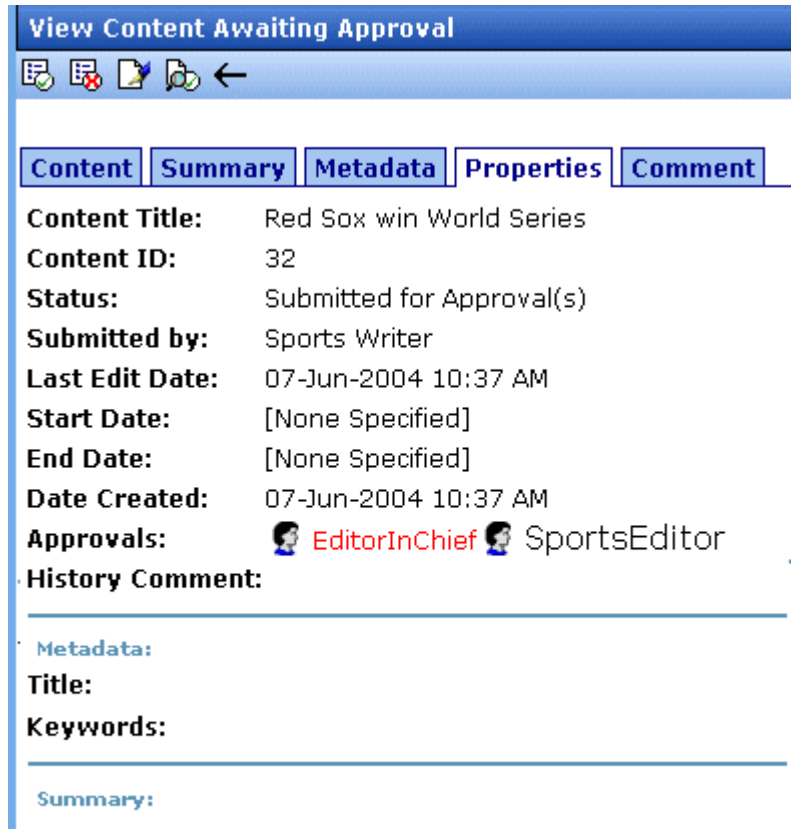 View Content Awaiting Approval
Content Summary Metadata Properties Comment
Content Title: Red Sox win World Series
Content ID: 32
Status: Submitted for Approval(s)
Submitted by: Sports Writer
Last Edit Date: 07-Jun-2004 10:37 AM
Start Date: [None Specified]
End Date: [None Specified]
Date Created: 07-Jun-2004 10:37 AM
Approvals: EditorInChief SportsEditor
History Comment:
Metadata:
Title:
Keywords:
Summary: